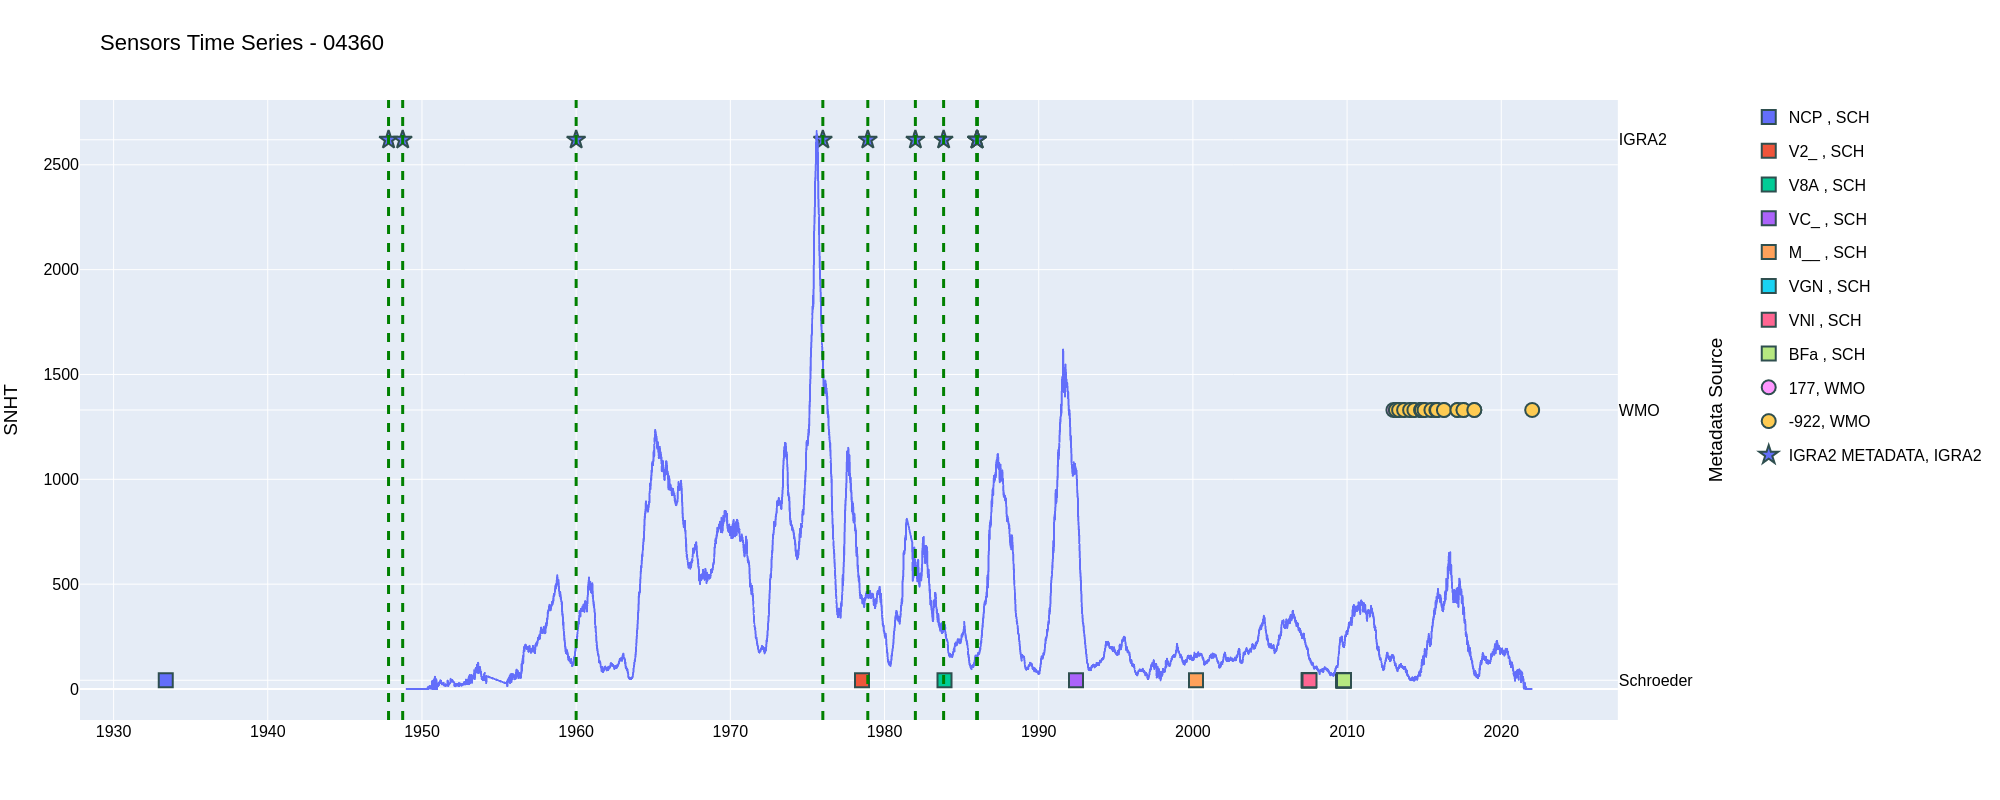 Sensors Time Series - 04360
SNHT
2500
2000
1500
1000
500
0
1930 1940 1950 1960 1970 1980 1990 2000 2010 2020
IGRA2
WMO
Schroeder
Metadata Source
NCP , SCH
V2_ , SCH
V8A , SCH
VC_ , SCH
M__ , SCH
VGN , SCH
VNI , SCH
BFa , SCH
177, WMO
-922, WMO
IGRA2 METADATA, IGRA2